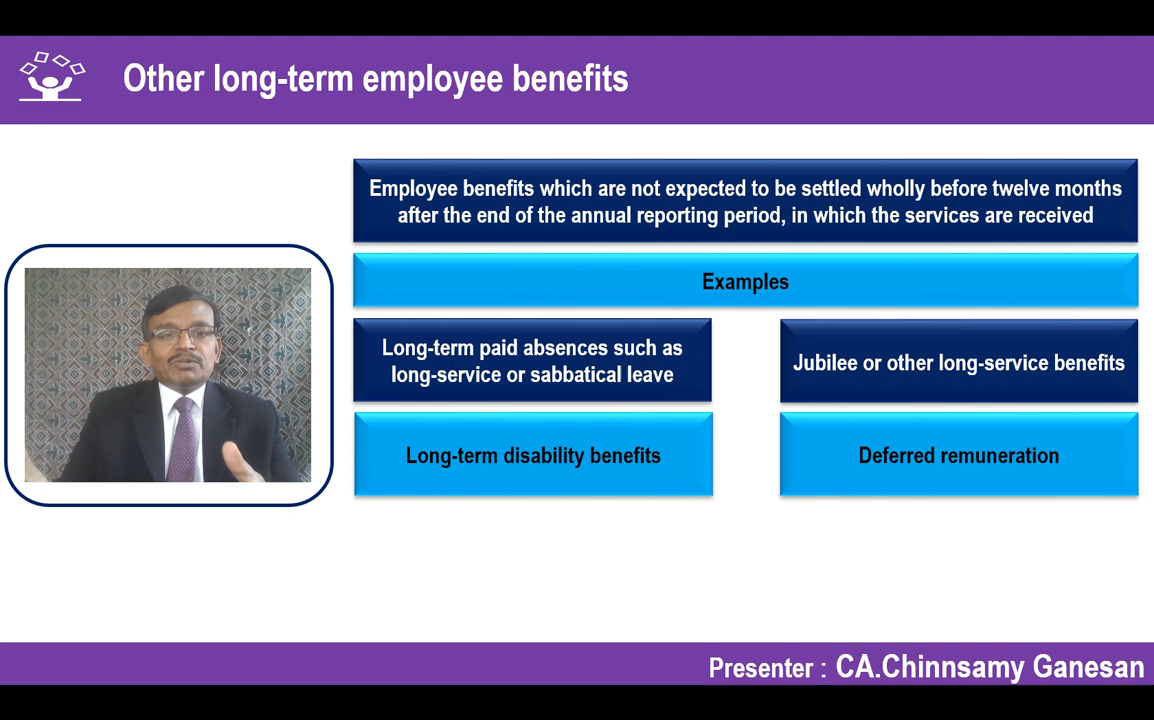 Other long-term employee benefits
Employee benefits which are not expected to be settled wholly before twelve months
after the end of the annual reporting period, in which the services are received
Examples
Long-term paid absences such as
long-service or sabbatical leave
Jubilee or other long-service benefits
Long-term disability benefits
Deferred remuneration
Presenter : CA.Chinnsamy Ganesan